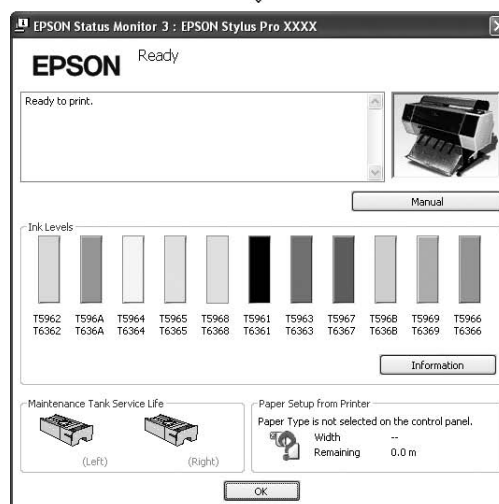 EPSON Status Monitor 3 : EPSON Stylus Pro XXXX
EPSON
Ready
Ready to print.
Manual
Ink Levels
T5962 T596A T5964 T5965 T5968 T5961 T5963 T5967 T596B T5969 T5966
T6362 T636A T6364 T6365 T6368 T6361 T6363 T6367 T636B T6369 T6366
Information
Maintenance Tank Service Life
(Left) (Right)
Paper Setup from Printer
Paper Type is not selected on the control panel.
Width --
Remaining 0.0 m
OK